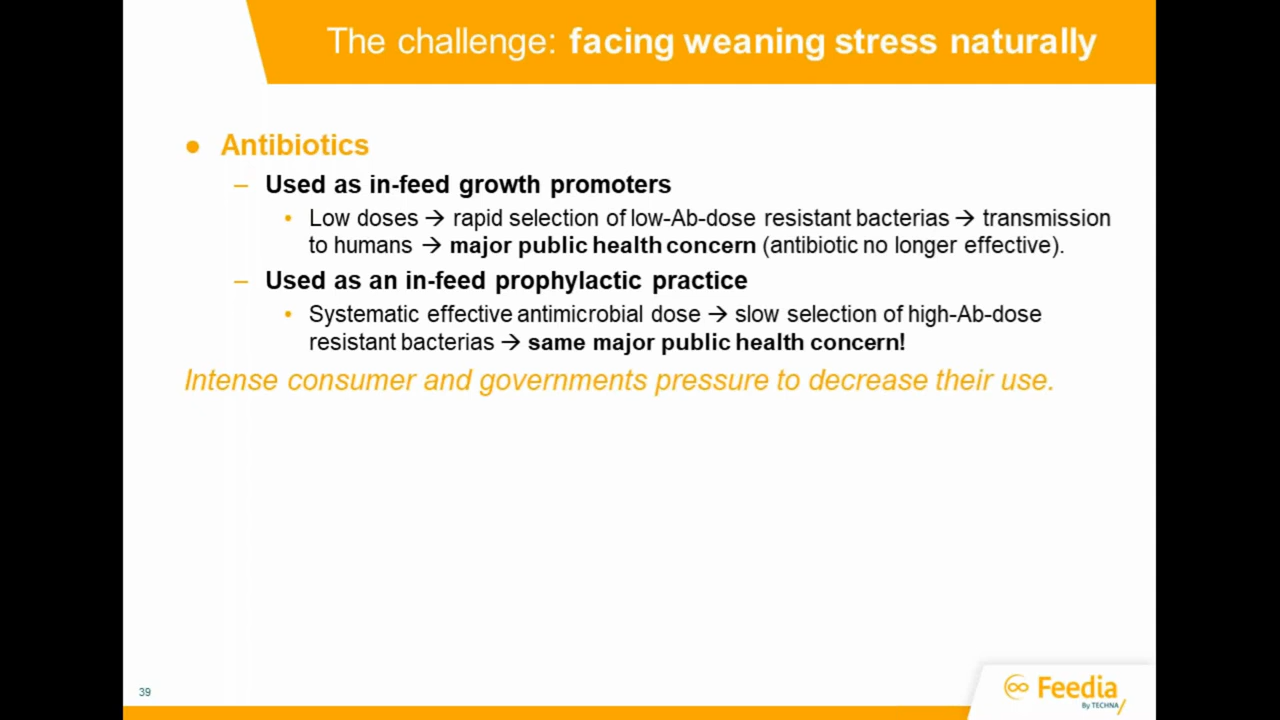 The challenge: facing weaning stress naturally
● Antibiotics
– Used as in-feed growth promoters
• Low doses → rapid selection of low-Ab-dose resistant bacterias → transmission
to humans → major public health concern (antibiotic no longer effective).
– Used as an in-feed prophylactic practice
• Systematic effective antimicrobial dose → slow selection of high-Ab-dose
resistant bacterias → same major public health concern!
Intense consumer and governments pressure to decrease their use.
39
Feedia
By TECHNA